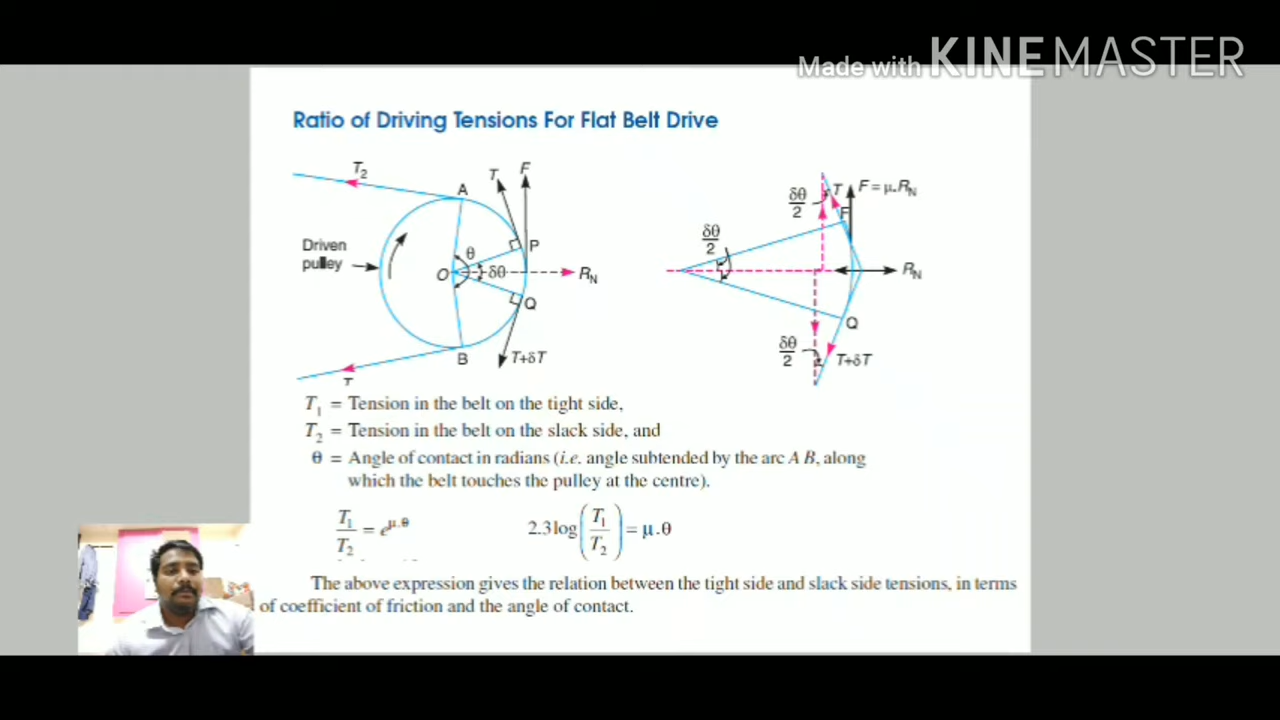 Made with KINEMASTER
Ratio of Driving Tensions For Flat Belt Drive
T₂
A
T
F
Driven
pulley
θ
P
O
δθ
R_N
Q
B
T+δT
T
δθ/2
T
F = μ.R_N
P
δθ/2
R_N
Q
δθ/2
T+δT
T₁ = Tension in the belt on the tight side,
T₂ = Tension in the belt on the slack side, and
θ = Angle of contact in radians (i.e. angle subtended by the arc A B, along
which the belt touches the pulley at the centre).
T₁/T₂ = e^μ.θ
2.3 log (T₁/T₂) = μ.θ
The above expression gives the relation between the tight side and slack side tensions, in terms
of coefficient of friction and the angle of contact.